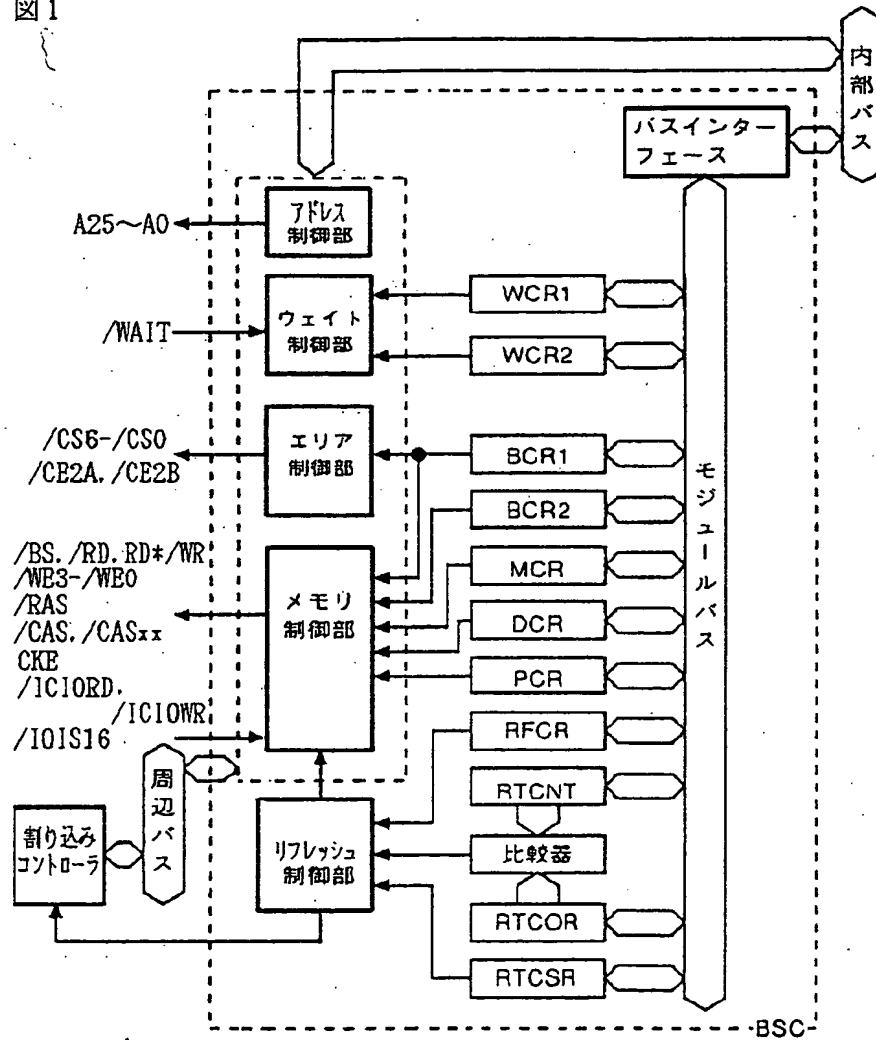 図1
内部バス
バスインター
フェース
アドレス
制御部
A25～A0
ウェイト
制御部
/WAIT
WCR1
WCR2
エリア
制御部
/CS6-/CS0
/CE2A. /CE2B
BCR1
BCR2
モジュールバス
/BS. /RD. RD*/WR
/WE3-/WE0
/RAS
/CAS. /CASxx
CKE
/ICIORD.
/ICIOWR
/IOIS16
メモリ
制御部
MCR
DCR
PCR
RFCR
RTCNT
比較器
RTCOR
RTCSR
周辺バス
割り込み
コントローラ
リフレッシュ
制御部
BSC